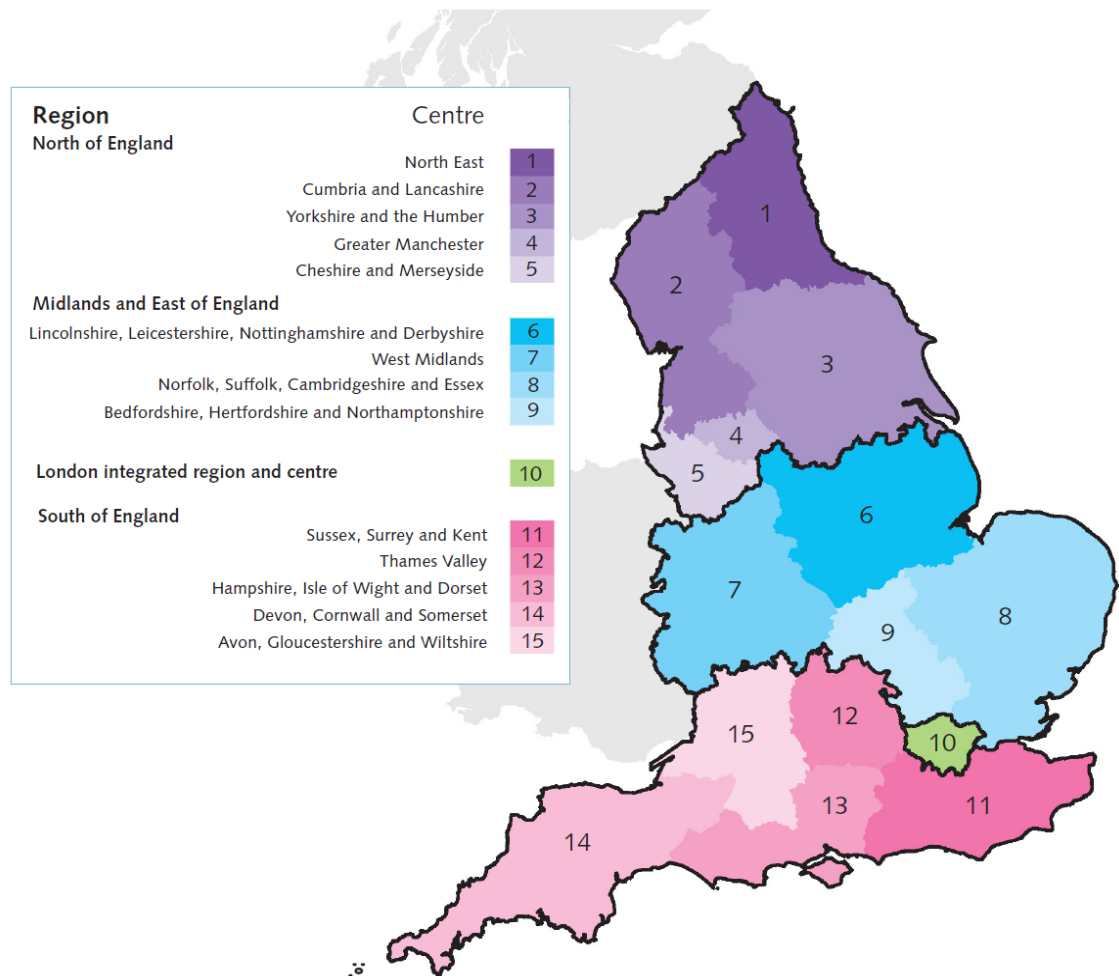 Region Centre
North of England
North East 1
Cumbria and Lancashire 2
Yorkshire and the Humber 3
Greater Manchester 4
Cheshire and Merseyside 5
Midlands and East of England
Lincolnshire, Leicestershire, Nottinghamshire and Derbyshire 6
West Midlands 7
Norfolk, Suffolk, Cambridgeshire and Essex 8
Bedfordshire, Hertfordshire and Northamptonshire 9
London integrated region and centre 10
South of England
Sussex, Surrey and Kent 11
Thames Valley 12
Hampshire, Isle of Wight and Dorset 13
Devon, Cornwall and Somerset 14
Avon, Gloucestershire and Wiltshire 15
1
2
3
4
5
6
7
8
9
12
15
10
13
11
14